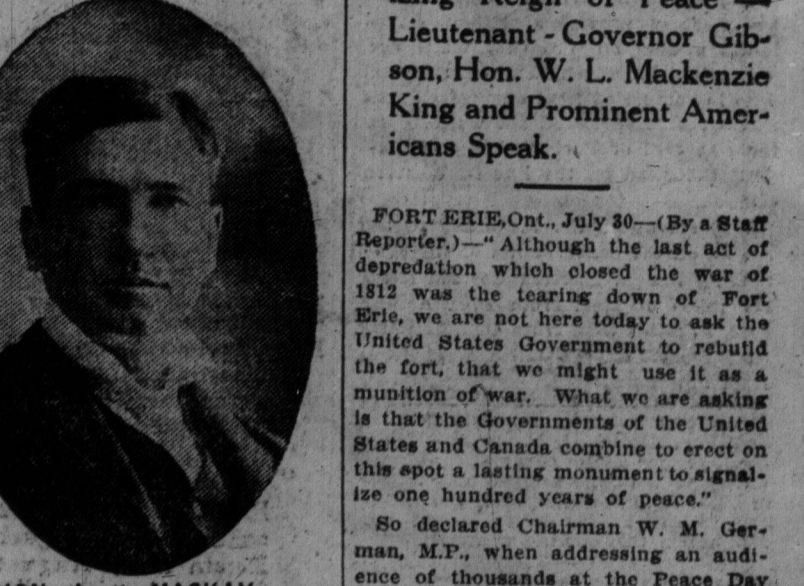 King Reign of Peace —
Lieutenant - Governor Gib-
son, Hon. W. L. Mackenzie
King and Prominent Amer-
icans Speak.
FORT ERIE, Ont., July 30—(By a Staff
Reporter.)—“Although the last act of
depredation which closed the war of
1812 was the tearing down of Fort
Erie, we are not here today to ask the
United States Government to rebuild
the fort, that we might use it as a
munition of war. What we are asking
is that the Governments of the United
States and Canada combine to erect on
this spot a lasting monument to signal-
ize one hundred years of peace.”
So declared Chairman W. M. Ger-
man, M.P., when addressing an audi-
ence of thousands at the Peace Day
MACKAY